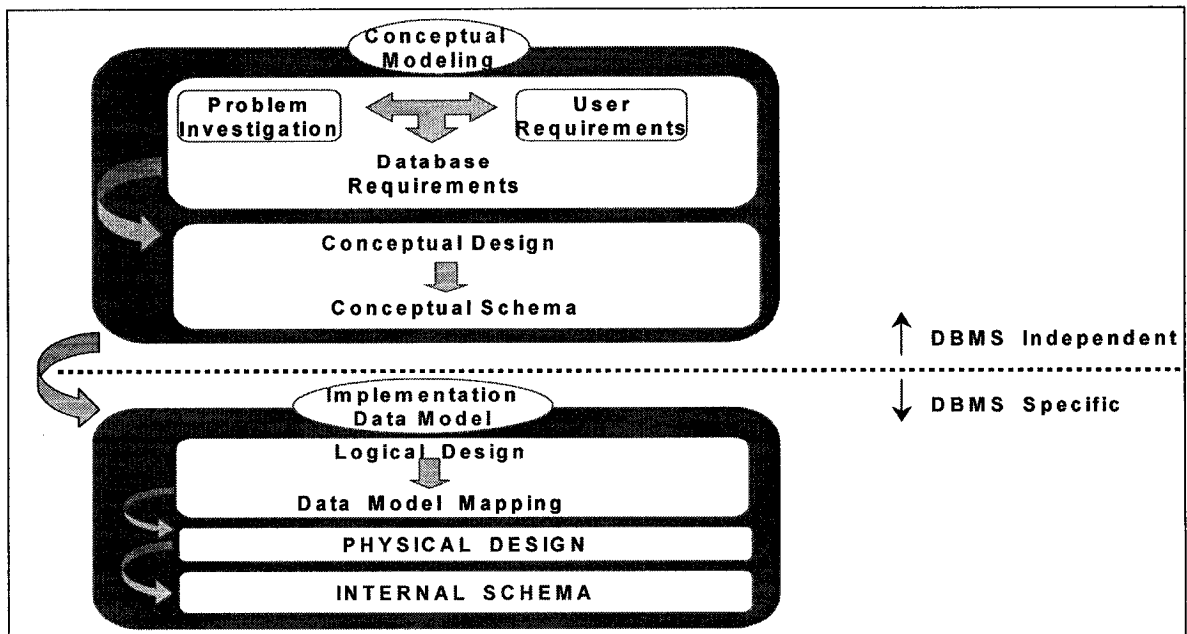 Conceptual
Modeling
Problem
Investigation
User
Requirements
Database
Requirements
Conceptual Design
Conceptual Schema
DBMS Independent
DBMS Specific
Implementation
Data Model
Logical Design
Data Model Mapping
PHYSICAL DESIGN
INTERNAL SCHEMA